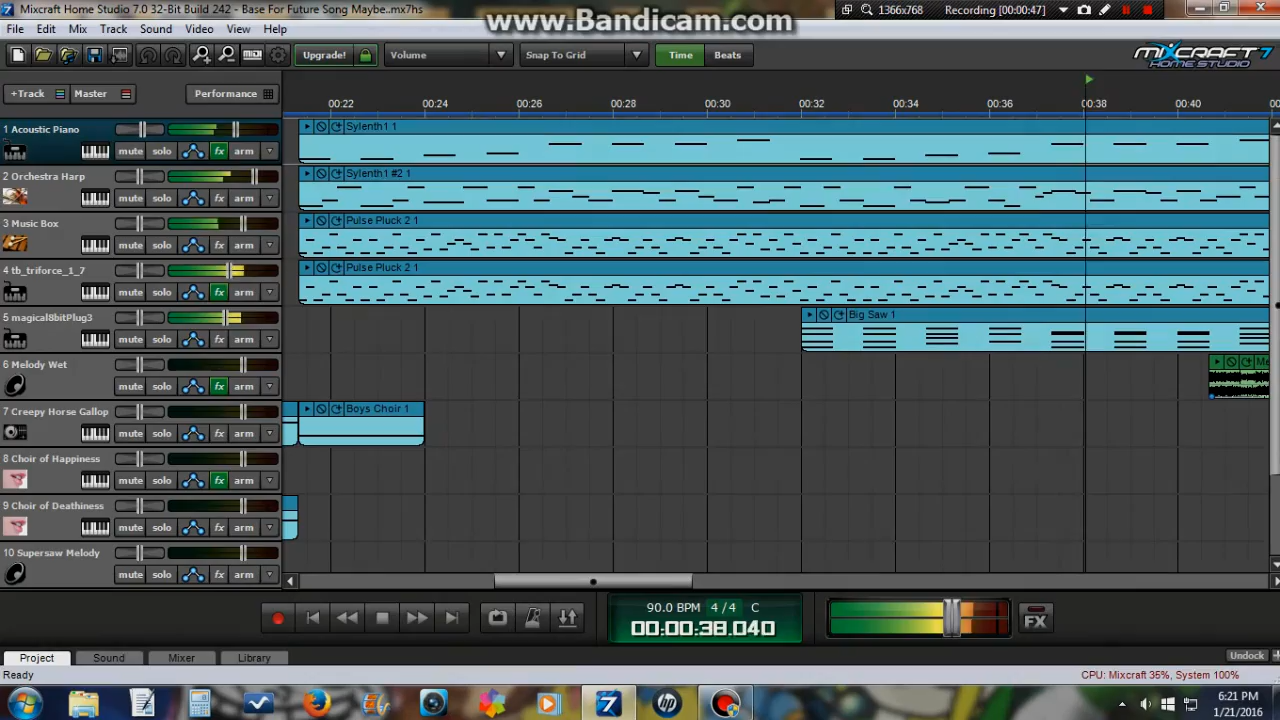 Mixcraft Home Studio 7.0 32-Bit Build 242 - Base For Future Song Maybe..mx7hs
www.Bandicam.com
1366x768
Recording [00:00:47]
File Edit Mix Track Sound Video View Help
Upgrade!
Volume
Snap To Grid
Time
Beats
MIXCRAFT 7
HOME STUDIO
+Track
Master
Performance
00:22 00:24 00:26 00:28 00:30 00:32 00:34 00:36 00:38 00:40
1 Acoustic Piano
mute solo fx arm
Sylenth1 1
2 Orchestra Harp
mute solo fx arm
Sylenth1 #2 1
3 Music Box
mute solo fx arm
Pulse Pluck 2 1
4 tb_triforce_1_7
mute solo fx arm
Pulse Pluck 2 1
5 magical8bitPlug3
mute solo fx arm
Big Saw 1
6 Melody Wet
mute solo fx arm
7 Creepy Horse Gallop
mute solo fx arm
Boys Choir 1
8 Choir of Happiness
mute solo fx arm
9 Choir of Deathiness
mute solo fx arm
10 Supersaw Melody
mute solo fx arm
90.0 BPM 4/4 C
00:00:38.040
FX
Project Sound Mixer Library
Undock
Ready
CPU: Mixcraft 35%, System 100%
6:21 PM
1/21/2016